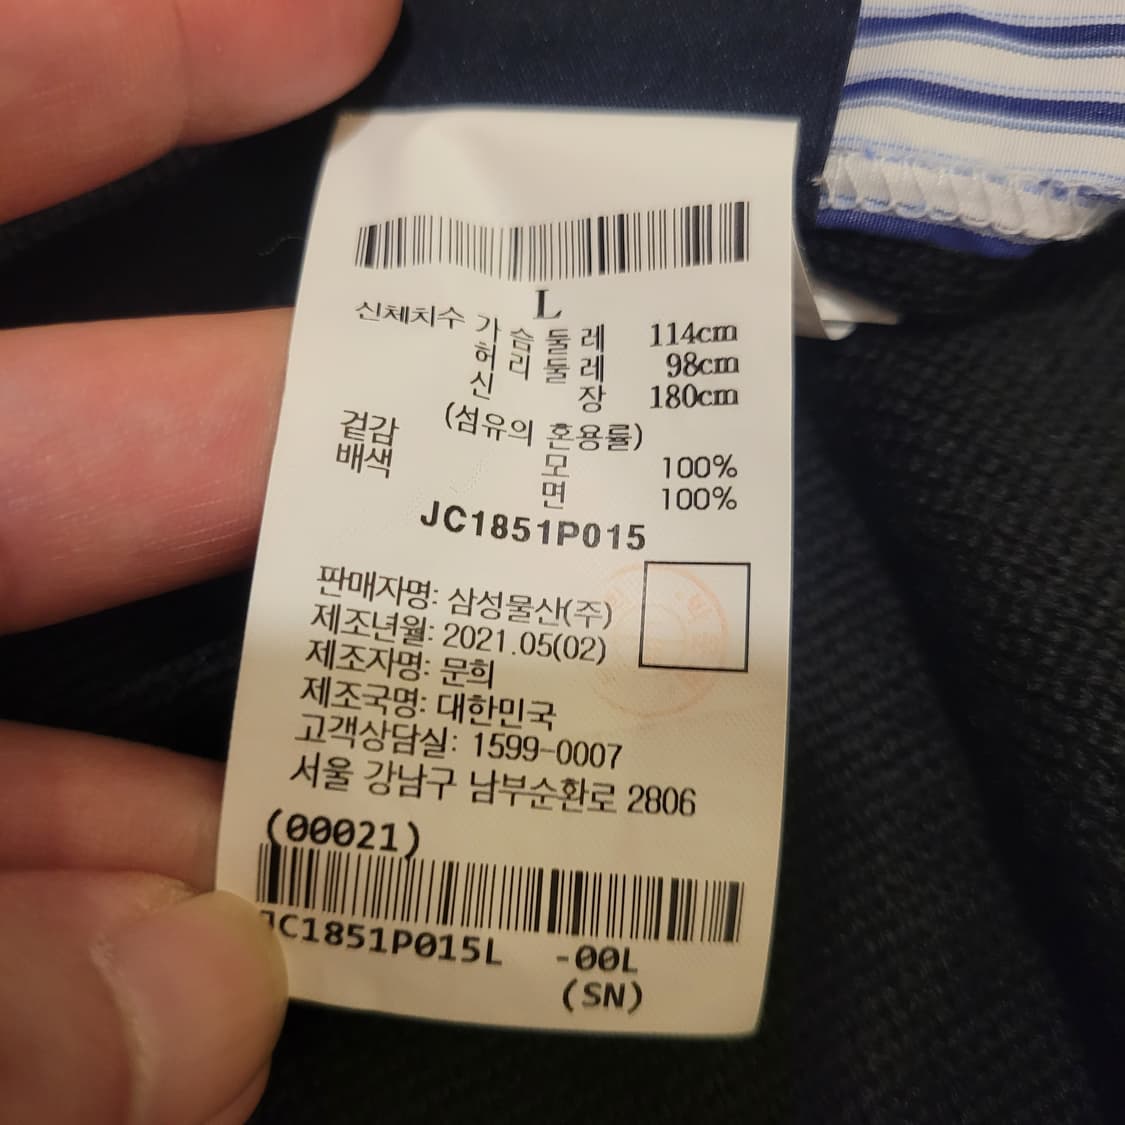 L
신체치수 가슴둘레 114cm
허리둘레 98cm
신 장 180cm
(섬유의 혼용률)
겉감 모 100%
배색 면 100%
JC1851P015
판매자명: 삼성물산(주)
제조년월: 2021.05(02)
제조자명: 문희
제조국명: 대한민국
고객상담실: 1599-0007
서울 강남구 남부순환로 2806
(00021)
JC1851P015L -00L
(SN)